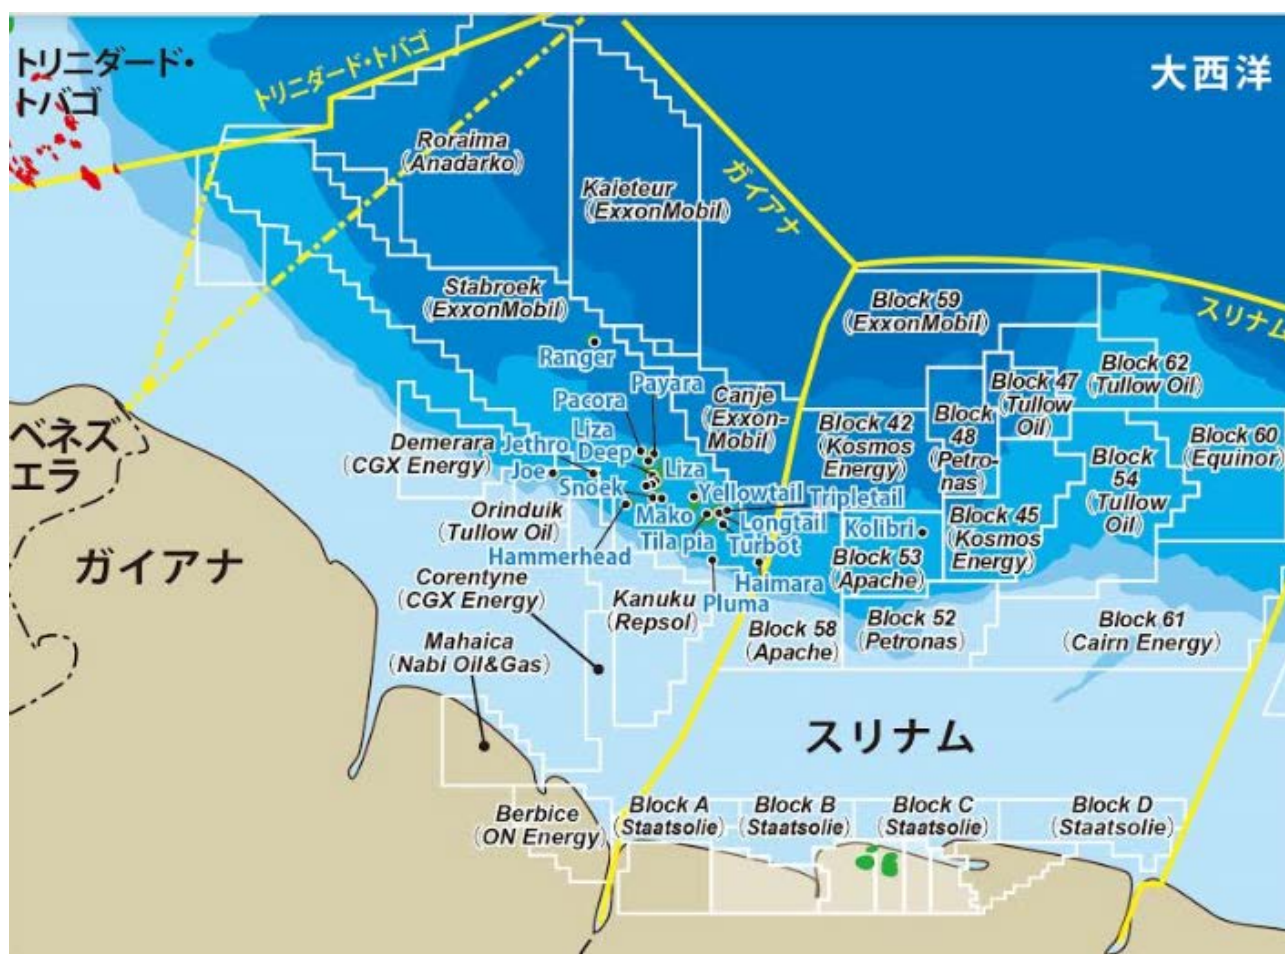 トリニダード・
トバゴ
トリニダード・トバゴ
大西洋
Roraima
(Anadarko)
Kaieteur
(ExxonMobil)
ガイアナ
Stabroek
(ExxonMobil)
Block 59
(ExxonMobil)
スリナム
Ranger
Payara
Pacora
Canje
(Exxon-
Mobil)
Block 62
(Tullow Oil)
Block 47
(Tullow
Oil)
Block 42
(Kosmos
Energy)
Block
48
(Petro-
nas)
Block 60
(Equinor)
Block
54
(Tullow
Oil)
ベネズ
エラ
Demerara
(CGX Energy)
Jethro
Joe
Liza
Deep
Liza
Snoek
Yellowtail
Tripletail
Mako
Longtail
Tilapia
Turbot
Hammerhead
Haimara
Pluma
Kolibri
Block 45
(Kosmos
Energy)
Block 53
(Apache)
Orinduik
(Tullow Oil)
ガイアナ
Corentyne
(CGX Energy)
Kanuku
(Repsol)
Block 58
(Apache)
Block 52
(Petronas)
Block 61
(Cairn Energy)
Mahaica
(Nabi Oil&Gas)
スリナム
Berbice
(ON Energy)
Block A
(Staatsolie)
Block B
(Staatsolie)
Block C
(Staatsolie)
Block D
(Staatsolie)